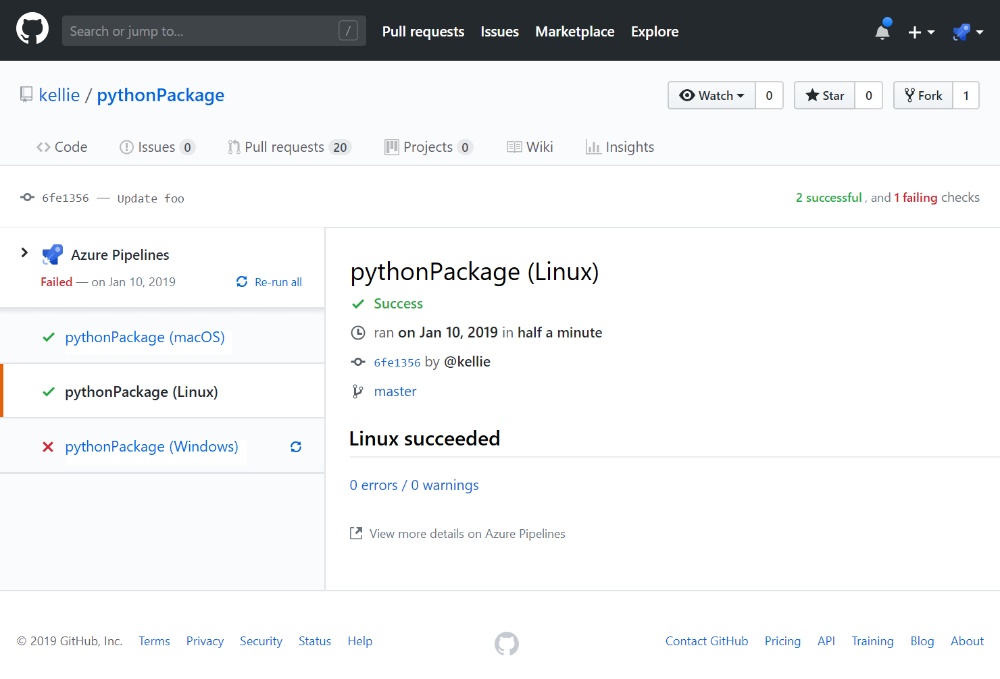 Search or jump to... / Pull requests Issues Marketplace Explore
kellie / pythonPackage Watch 0 Star 0 Fork 1
Code Issues 0 Pull requests 20 Projects 0 Wiki Insights
6fe1356 — Update foo 2 successful , and 1 failing checks
Azure Pipelines
Failed — on Jan 10, 2019 Re-run all
pythonPackage (macOS)
pythonPackage (Linux)
pythonPackage (Windows)
pythonPackage (Linux)
Success
ran on Jan 10, 2019 in half a minute
6fe1356 by @kellie
master
Linux succeeded
0 errors / 0 warnings
View more details on Azure Pipelines
© 2019 GitHub, Inc. Terms Privacy Security Status Help Contact GitHub Pricing API Training Blog About